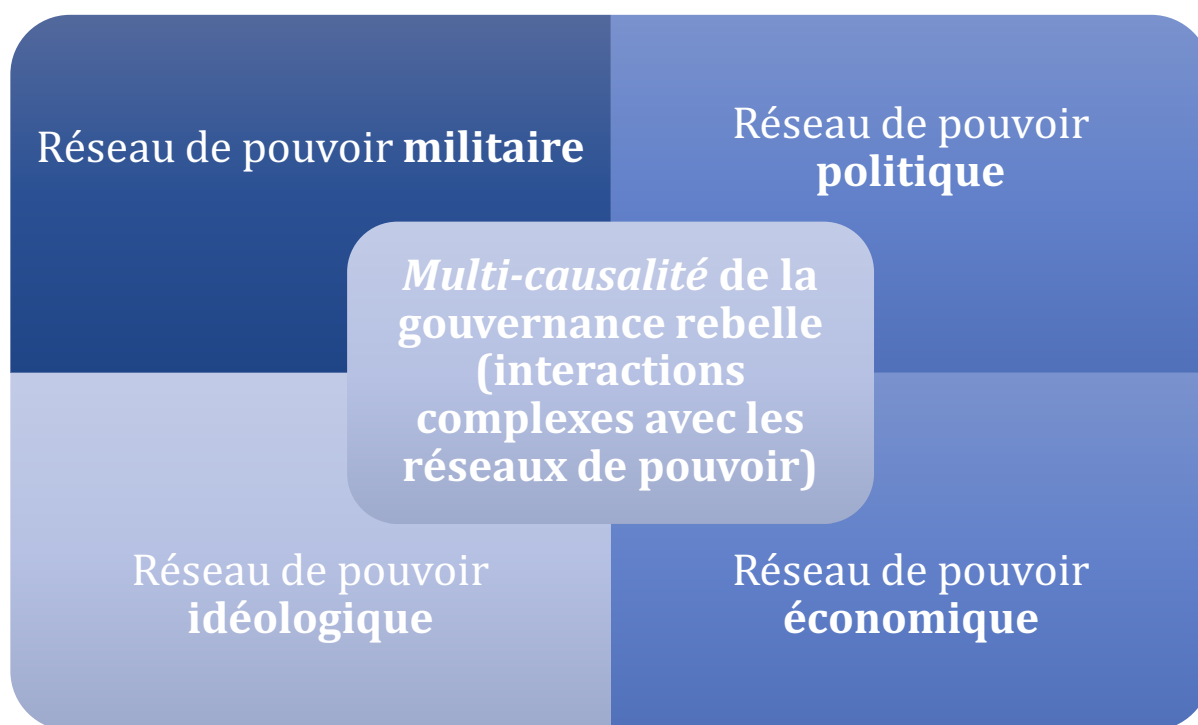 Réseau de pouvoir militaire
Réseau de pouvoir
politique
Multi-causalité de la
gouvernance rebelle
(interactions
complexes avec les
réseaux de pouvoir)
Réseau de pouvoir
idéologique
Réseau de pouvoir
économique